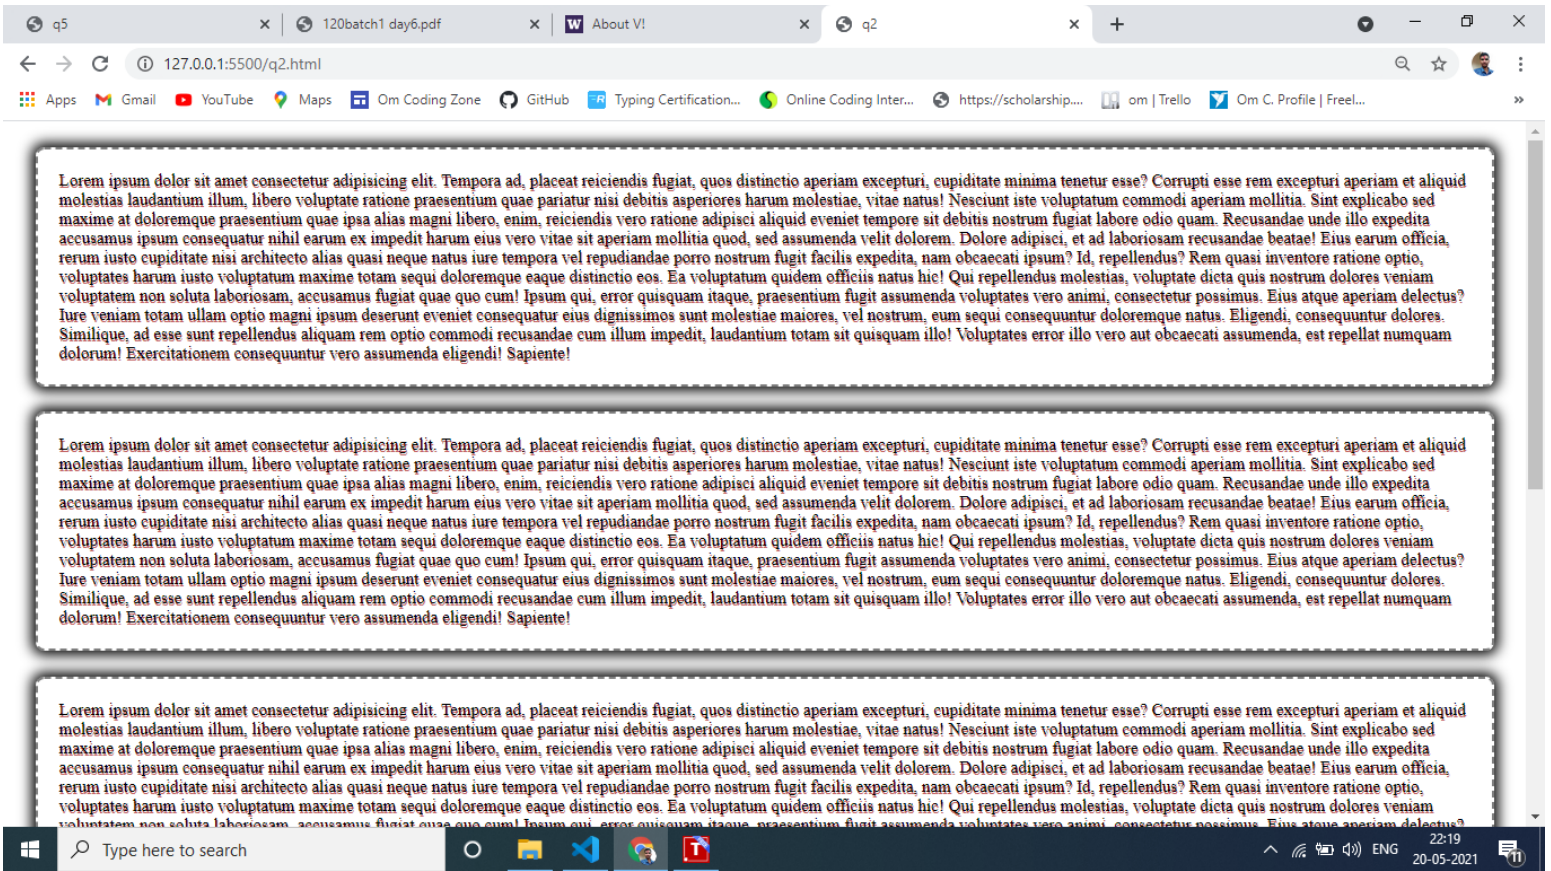 q5
120batch1 day6.pdf
W About V!
q2
127.0.0.1:5500/q2.html
Apps Gmail YouTube Maps Om Coding Zone GitHub Typing Certification... Online Coding Inter... https://scholarship.... om | Trello Om C. Profile | Freel...
Lorem ipsum dolor sit amet consectetur adipisicing elit. Tempora ad, placeat reiciendis fugiat, quos distinctio aperiam excepturi, cupiditate minima tenetur esse? Corrupti esse rem excepturi aperiam et aliquid
molestias laudantium illum, libero voluptate ratione praesentium quae pariatur nisi debitis asperiores harum molestiae, vitae natus! Nesciunt iste voluptatum commodi aperiam mollitia. Sint explicabo sed
maxime at doloremque praesentium quae ipsa alias magni libero, enim, reiciendis vero ratione adipisci aliquid eveniet tempore sit debitis nostrum fugiat labore odio quam. Recusandae unde illo expedita
accusamus ipsum consequatur nihil earum ex impedit harum eius vero vitae sit aperiam mollitia quod, sed assumenda velit dolorem. Dolore adipisci, et ad laboriosam recusandae beatae! Eius earum officia,
rerum iusto cupiditate nisi architecto alias quasi neque natus iure tempora vel repudiandae porro nostrum fugit facilis expedita, nam obcaecati ipsum? Id, repellendus? Rem quasi inventore ratione optio,
voluptates harum iusto voluptatum maxime totam sequi doloremque eaque distinctio eos. Ea voluptatum quidem officiis natus hic! Qui repellendus molestias, voluptate dicta quis nostrum dolores veniam
voluptatem non soluta laboriosam, accusamus fugiat quae quo cum! Ipsum qui, error quisquam itaque, praesentium fugit assumenda voluptates vero animi, consectetur possimus. Eius atque aperiam delectus?
Iure veniam totam ullam optio magni ipsum deserunt eveniet consequatur eius dignissimos sunt molestiae maiores, vel nostrum, eum sequi consequuntur doloremque natus. Eligendi, consequuntur dolores.
Similique, ad esse sunt repellendus aliquam rem optio commodi recusandae cum illum impedit, laudantium totam sit quisquam illo! Voluptates error illo vero aut obcaecati assumenda, est repellat numquam
dolorum! Exercitationem consequuntur vero assumenda eligendi! Sapiente!
Lorem ipsum dolor sit amet consectetur adipisicing elit. Tempora ad, placeat reiciendis fugiat, quos distinctio aperiam excepturi, cupiditate minima tenetur esse? Corrupti esse rem excepturi aperiam et aliquid
molestias laudantium illum, libero voluptate ratione praesentium quae pariatur nisi debitis asperiores harum molestiae, vitae natus! Nesciunt iste voluptatum commodi aperiam mollitia. Sint explicabo sed
maxime at doloremque praesentium quae ipsa alias magni libero, enim, reiciendis vero ratione adipisci aliquid eveniet tempore sit debitis nostrum fugiat labore odio quam. Recusandae unde illo expedita
accusamus ipsum consequatur nihil earum ex impedit harum eius vero vitae sit aperiam mollitia quod, sed assumenda velit dolorem. Dolore adipisci, et ad laboriosam recusandae beatae! Eius earum officia,
rerum iusto cupiditate nisi architecto alias quasi neque natus iure tempora vel repudiandae porro nostrum fugit facilis expedita, nam obcaecati ipsum? Id, repellendus? Rem quasi inventore ratione optio,
voluptates harum iusto voluptatum maxime totam sequi doloremque eaque distinctio eos. Ea voluptatum quidem officiis natus hic! Qui repellendus molestias, voluptate dicta quis nostrum dolores veniam
voluptatem non soluta laboriosam, accusamus fugiat quae quo cum! Ipsum qui, error quisquam itaque, praesentium fugit assumenda voluptates vero animi, consectetur possimus. Eius atque aperiam delectus?
Iure veniam totam ullam optio magni ipsum deserunt eveniet consequatur eius dignissimos sunt molestiae maiores, vel nostrum, eum sequi consequuntur doloremque natus. Eligendi, consequuntur dolores.
Similique, ad esse sunt repellendus aliquam rem optio commodi recusandae cum illum impedit, laudantium totam sit quisquam illo! Voluptates error illo vero aut obcaecati assumenda, est repellat numquam
dolorum! Exercitationem consequuntur vero assumenda eligendi! Sapiente!
Lorem ipsum dolor sit amet consectetur adipisicing elit. Tempora ad, placeat reiciendis fugiat, quos distinctio aperiam excepturi, cupiditate minima tenetur esse? Corrupti esse rem excepturi aperiam et aliquid
molestias laudantium illum, libero voluptate ratione praesentium quae pariatur nisi debitis asperiores harum molestiae, vitae natus! Nesciunt iste voluptatum commodi aperiam mollitia. Sint explicabo sed
maxime at doloremque praesentium quae ipsa alias magni libero, enim, reiciendis vero ratione adipisci aliquid eveniet tempore sit debitis nostrum fugiat labore odio quam. Recusandae unde illo expedita
accusamus ipsum consequatur nihil earum ex impedit harum eius vero vitae sit aperiam mollitia quod, sed assumenda velit dolorem. Dolore adipisci, et ad laboriosam recusandae beatae! Eius earum officia,
rerum iusto cupiditate nisi architecto alias quasi neque natus iure tempora vel repudiandae porro nostrum fugit facilis expedita, nam obcaecati ipsum? Id, repellendus? Rem quasi inventore ratione optio,
voluptates harum iusto voluptatum maxime totam sequi doloremque eaque distinctio eos. Ea voluptatum quidem officiis natus hic! Qui repellendus molestias, voluptate dicta quis nostrum dolores veniam
voluptatem non soluta laboriosam, accusamus fugiat quae quo cum! Ipsum qui, error quisquam itaque, praesentium fugit assumenda voluptates vero animi, consectetur possimus. Eius atque aperiam delectus?
Type here to search
ENG
22:19
20-05-2021
11